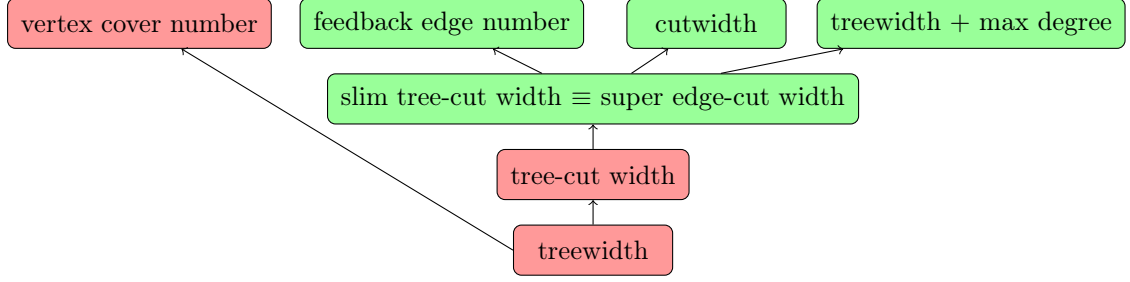 vertex cover number
feedback edge number
cutwidth
treewidth + max degree
slim tree-cut width ≡ super edge-cut width
tree-cut width
treewidth